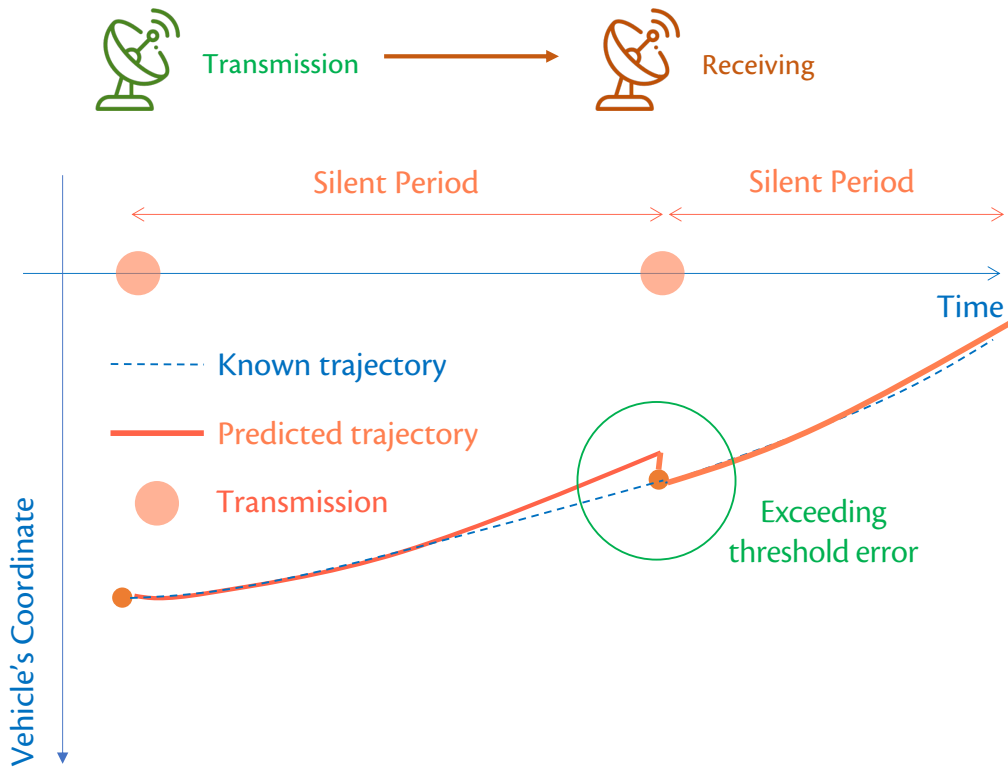 Transmission
Receiving
Silent Period
Silent Period
Time
Known trajectory
Predicted trajectory
Transmission
Exceeding
threshold error
Vehicle's Coordinate